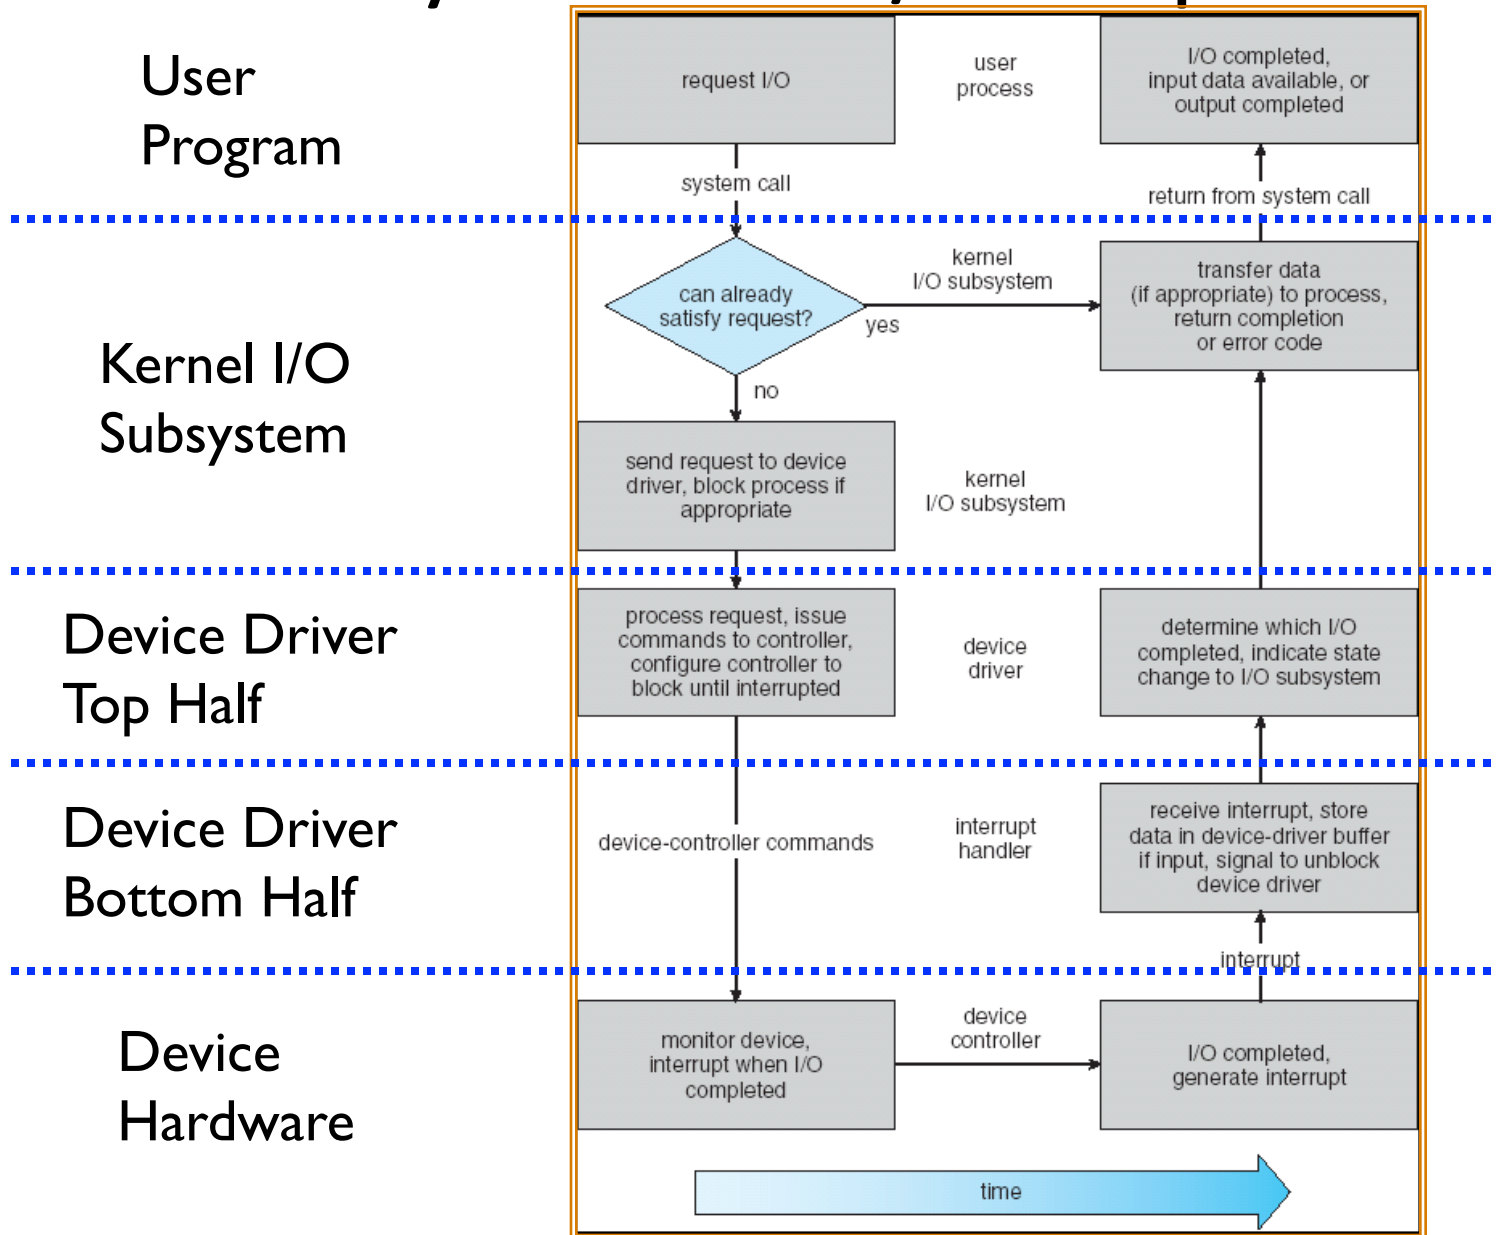 User
Program
request I/O
user
process
I/O completed,
input data available, or
output completed
system call
return from system call
Kernel I/O
Subsystem
can already
satisfy request?
kernel
I/O subsystem
yes
transfer data
(if appropriate) to process,
return completion
or error code
no
send request to device
driver, block process if
appropriate
kernel
I/O subsystem
Device Driver
Top Half
process request, issue
commands to controller,
configure controller to
block until interrupted
device
driver
determine which I/O
completed, indicate state
change to I/O subsystem
Device Driver
Bottom Half
device-controller commands
interrupt
handler
receive interrupt, store
data in device-driver buffer
if input, signal to unblock
device driver
interrupt
Device
Hardware
monitor device,
interrupt when I/O
completed
device
controller
I/O completed,
generate interrupt
time